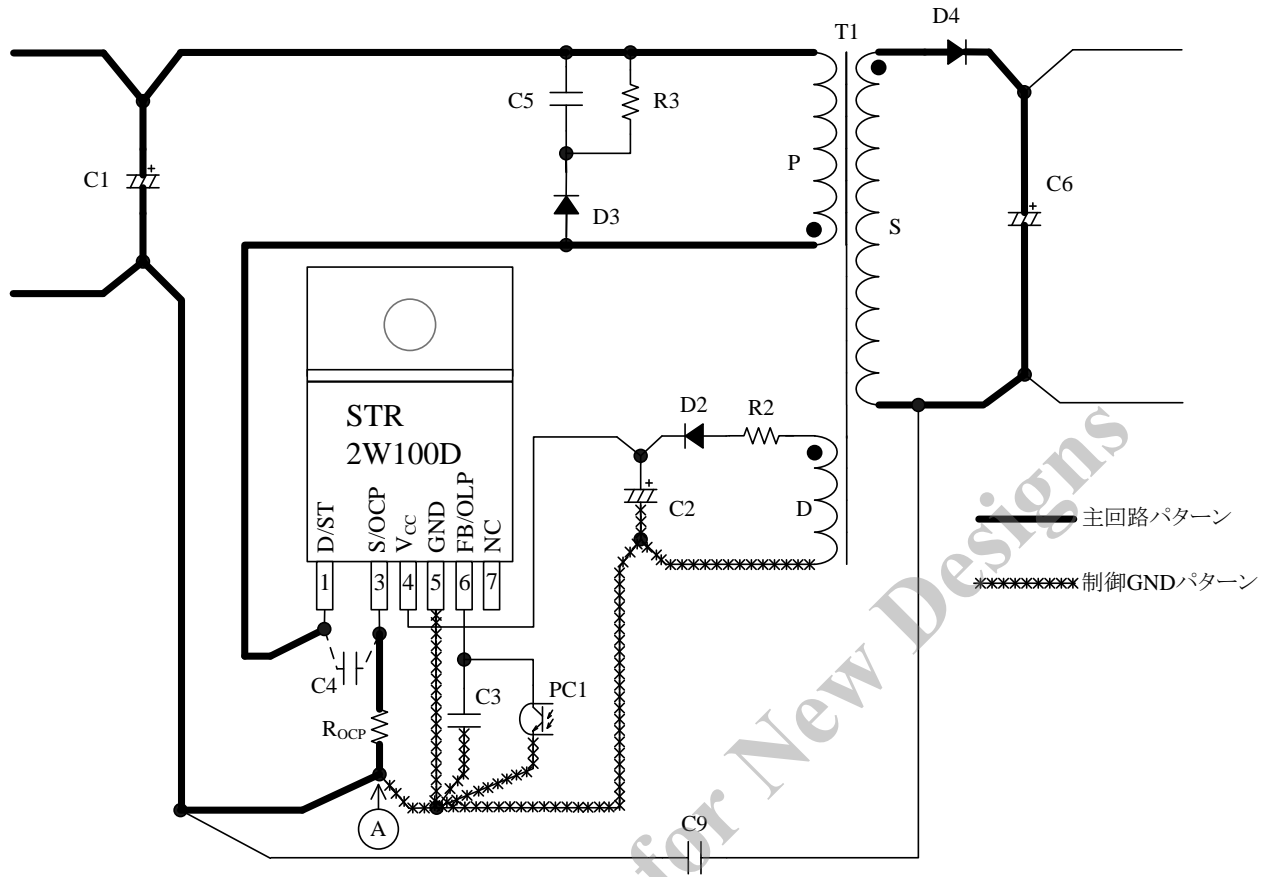 D4
T1
C5
R3
C1
P
C6
D3
S
STR
2W100D
D2
R2
C2
D
D/ST
S/OCP
VCC
GND
FB/OLP
NC
1
3
4
5
6
7
主回路パターン
制御GNDパターン
C4
C3
PC1
ROCP
A
C9
for New Designs